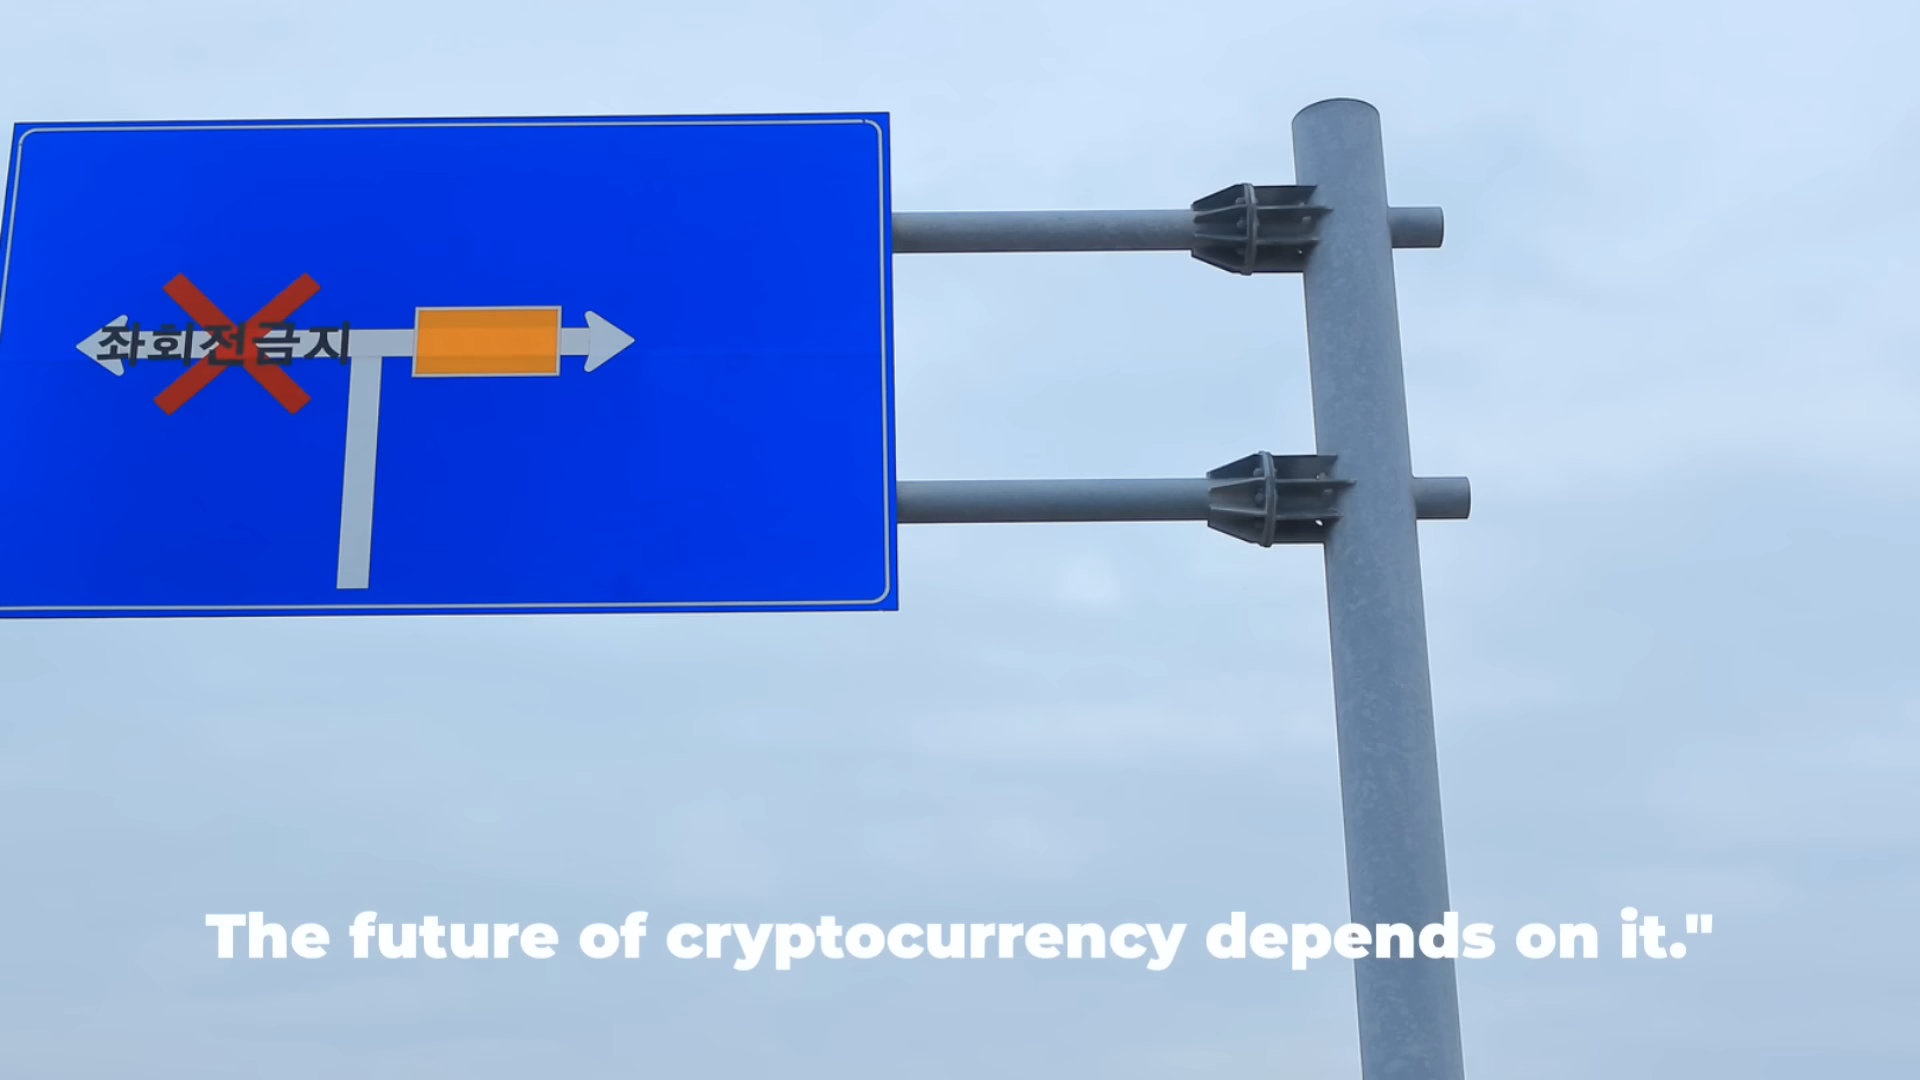 좌회전금지
The future of cryptocurrency depends on it."